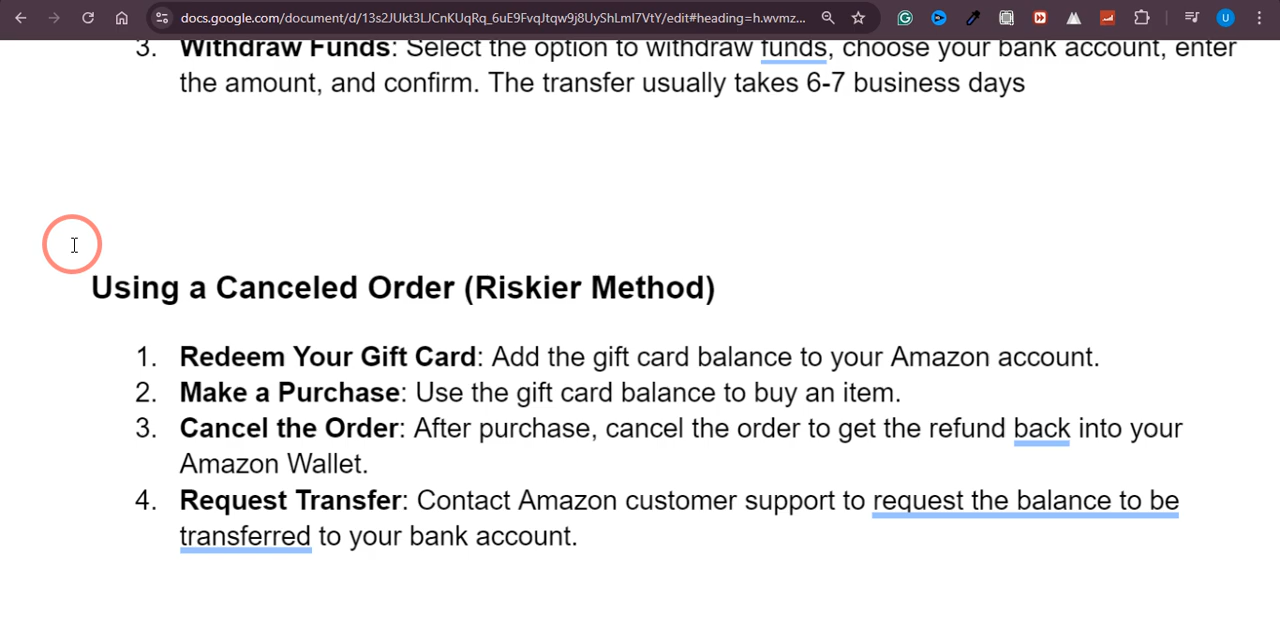 docs.google.com/document/d/13s2JUkt3LJCnKUqRq_6uE9FvqJtqw9j8UyShLmI7VtY/edit#heading=h.wvmz...
U
3. Withdraw Funds: Select the option to withdraw funds, choose your bank account, enter
the amount, and confirm. The transfer usually takes 6-7 business days
Using a Canceled Order (Riskier Method)
1. Redeem Your Gift Card: Add the gift card balance to your Amazon account.
2. Make a Purchase: Use the gift card balance to buy an item.
3. Cancel the Order: After purchase, cancel the order to get the refund back into your
Amazon Wallet.
4. Request Transfer: Contact Amazon customer support to request the balance to be
transferred to your bank account.